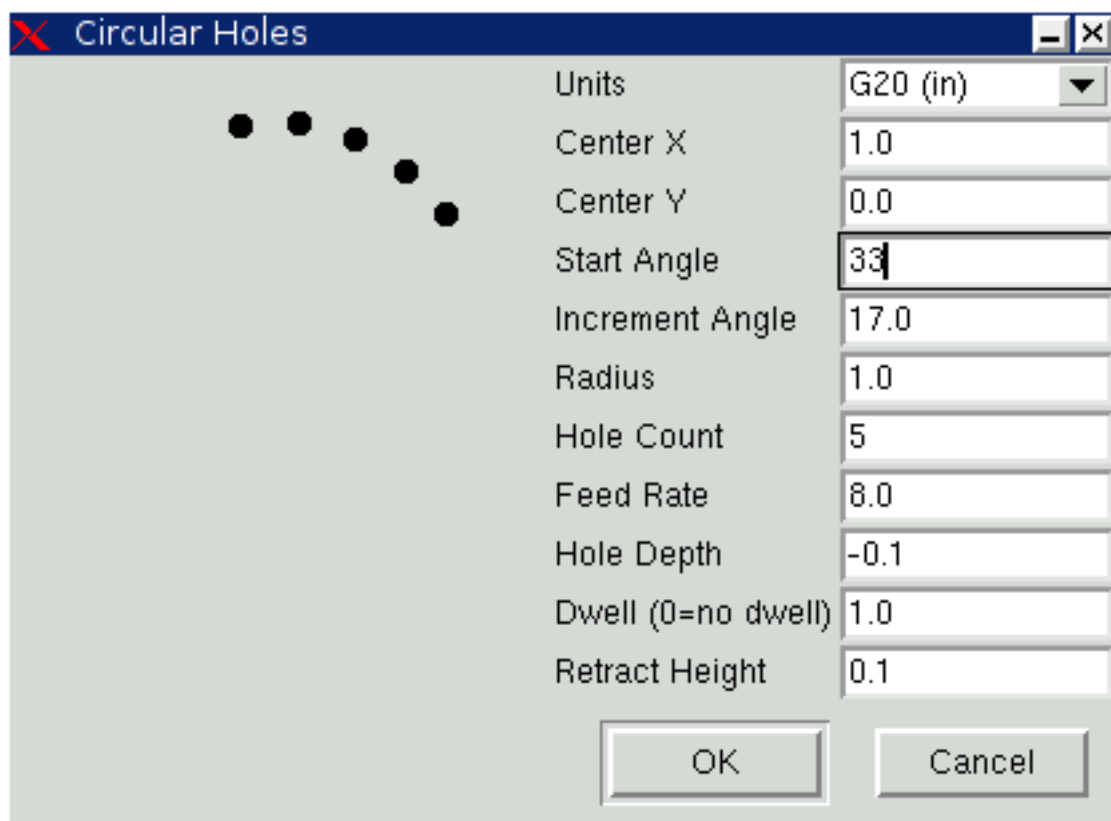 Circular Holes
Units G20 (in)
Center X 1.0
Center Y 0.0
Start Angle 33
Increment Angle 17.0
Radius 1.0
Hole Count 5
Feed Rate 8.0
Hole Depth -0.1
Dwell (0=no dwell) 1.0
Retract Height 0.1
OK Cancel